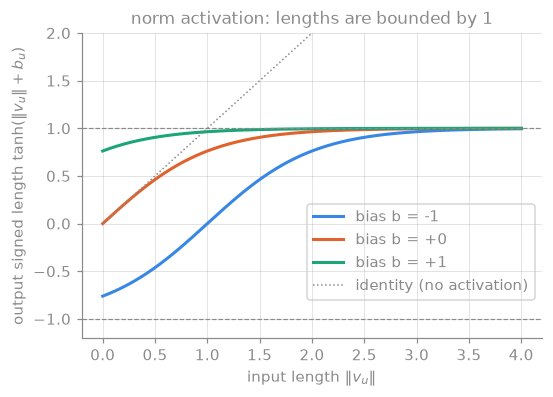 norm activation: lengths are bounded by 1
output signed length tanh(‖v_u‖ + b_u)
2.0
1.5
1.0
0.5
0.0
−0.5
−1.0
bias b = -1
bias b = +0
bias b = +1
identity (no activation)
0.0 0.5 1.0 1.5 2.0 2.5 3.0 3.5 4.0
input length ‖v_u‖